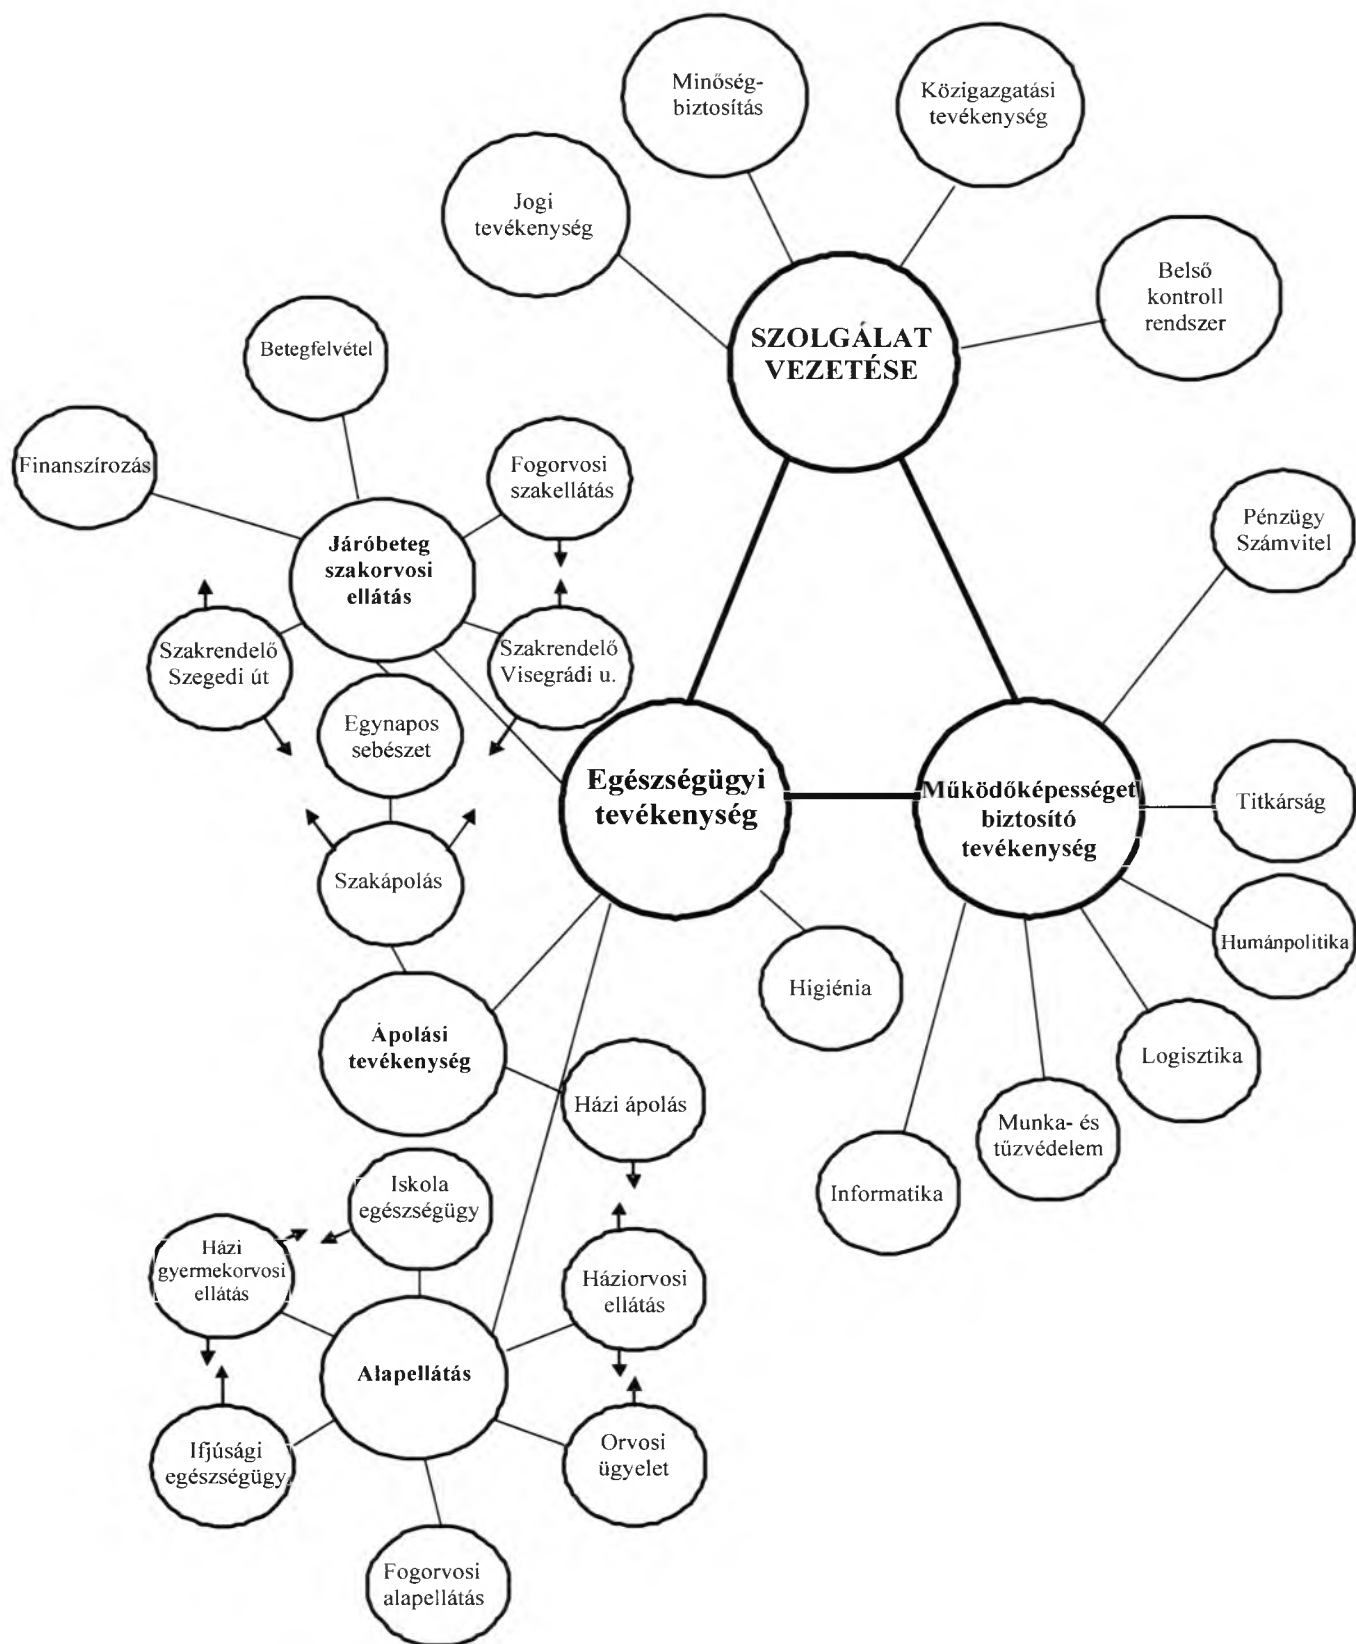 Minőség-
biztosítás
Közigazgatási
tevékenység
Jogi
tevékenység
Belső
kontroll
rendszer
SZOLGÁLAT
VEZETÉSE
Betegfelvétel
Finanszírozás
Fogorvosi
szakellátás
Pénzügy
Számvitel
Járóbeteg
szakorvosi
ellátás
Szakrendelő
Szegedi út
Szakrendelő
Visegrádi u.
Egynapos
sebészet
Egészségügyi
tevékenység
Működőképességet
biztosító
tevékenység
Titkárság
Szakápolás
Humánpolitika
Higiénia
Ápolási
tevékenység
Logisztika
Házi ápolás
Munka- és
tűzvédelem
Informatika
Iskola
egészségügy
Házi
gyermekorvosi
ellátás
Háziorvosi
ellátás
Alapellátás
Ifjúsági
egészségügy
Orvosi
ügyelet
Fogorvosi
alapellátás